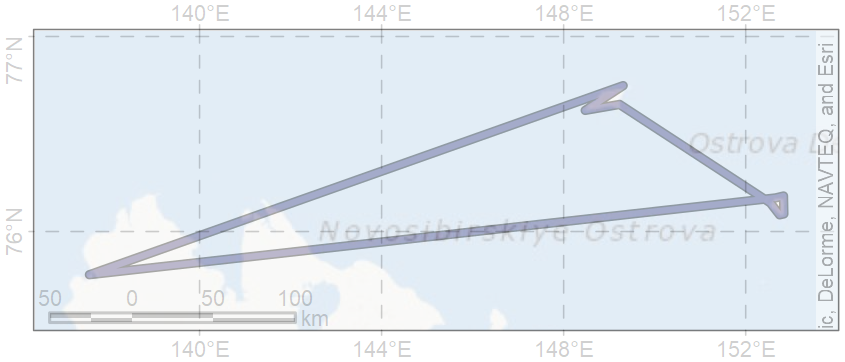 140°E 144°E 148°E 152°E
77°N
76°N
Ostrova D
Novosibirskiye Ostrova
ic, DeLorme, NAVTEQ, and Esri
50 0 50 100
km
140°E 144°E 148°E 152°E